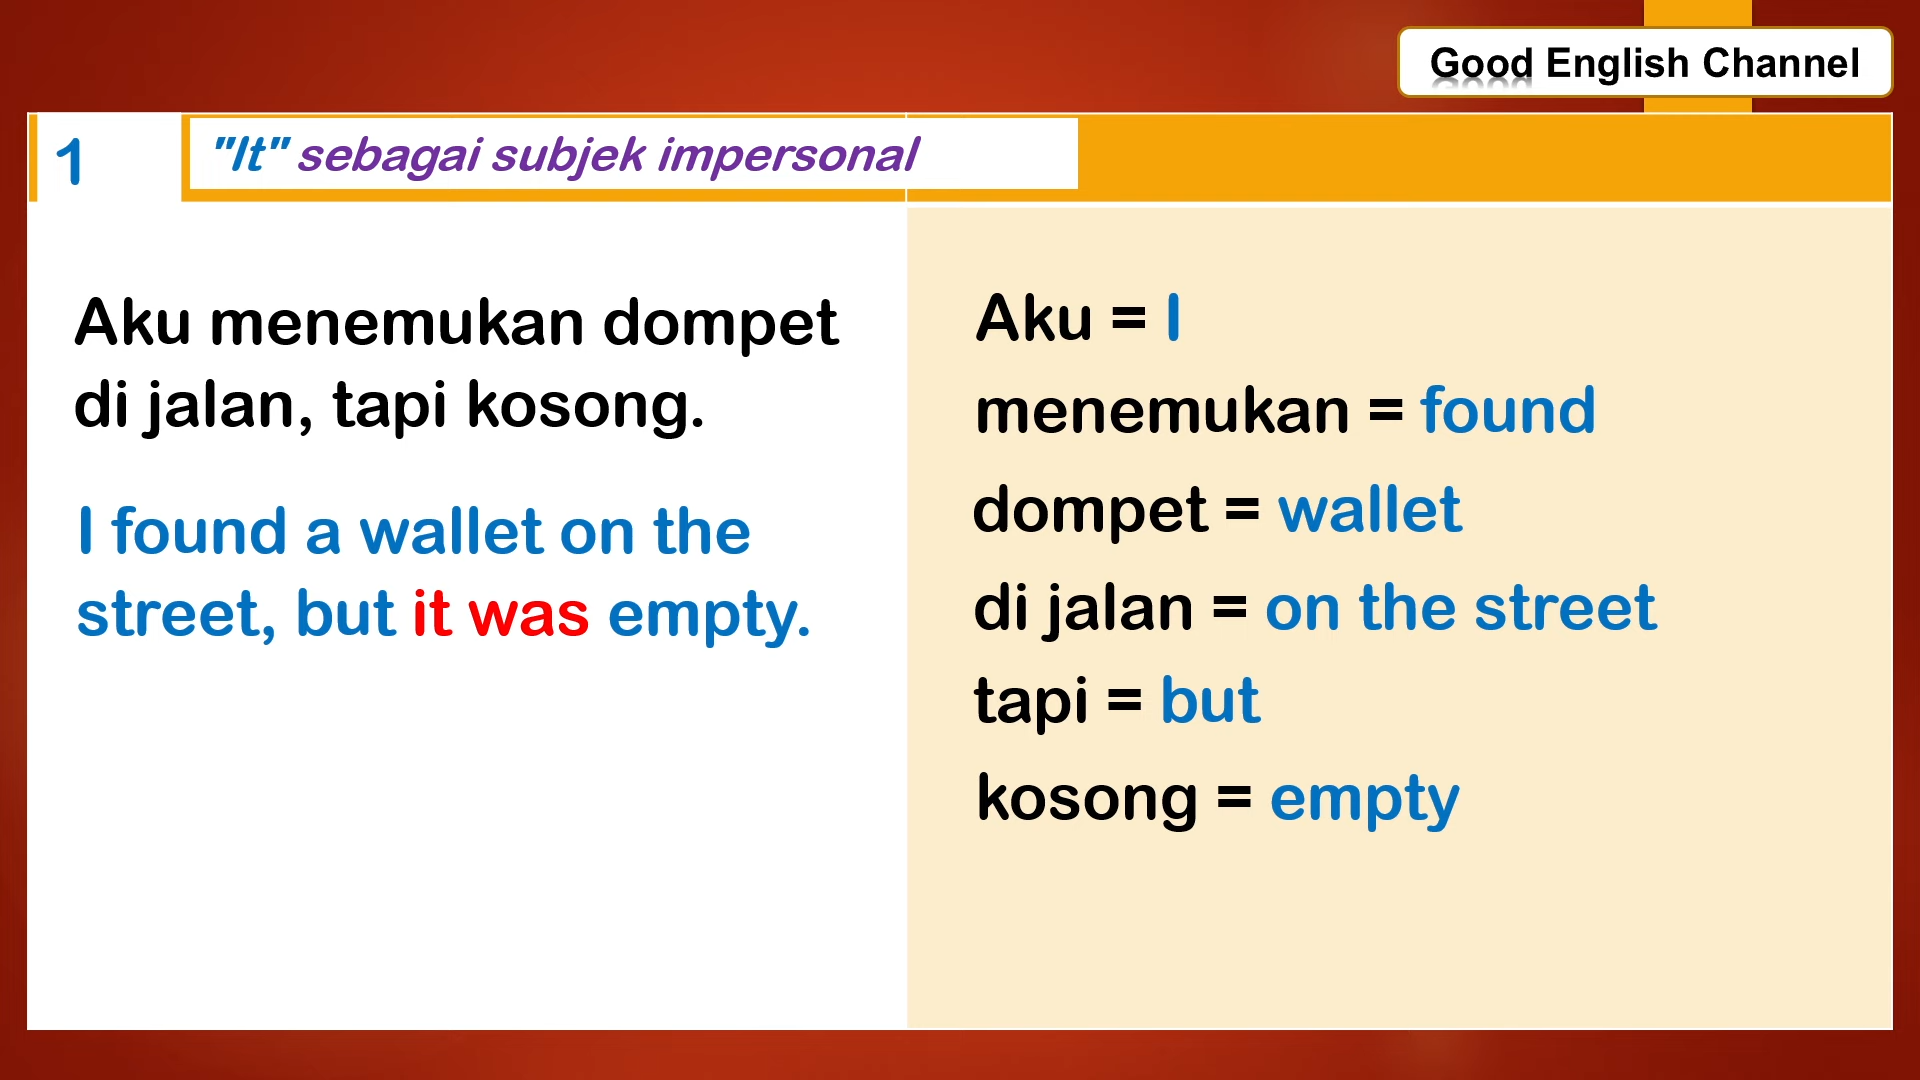 Good English Channel
1
"It" sebagai subjek impersonal
Aku menemukan dompet
di jalan, tapi kosong.
I found a wallet on the
street, but it was empty.
Aku = I
menemukan = found
dompet = wallet
di jalan = on the street
tapi = but
kosong = empty